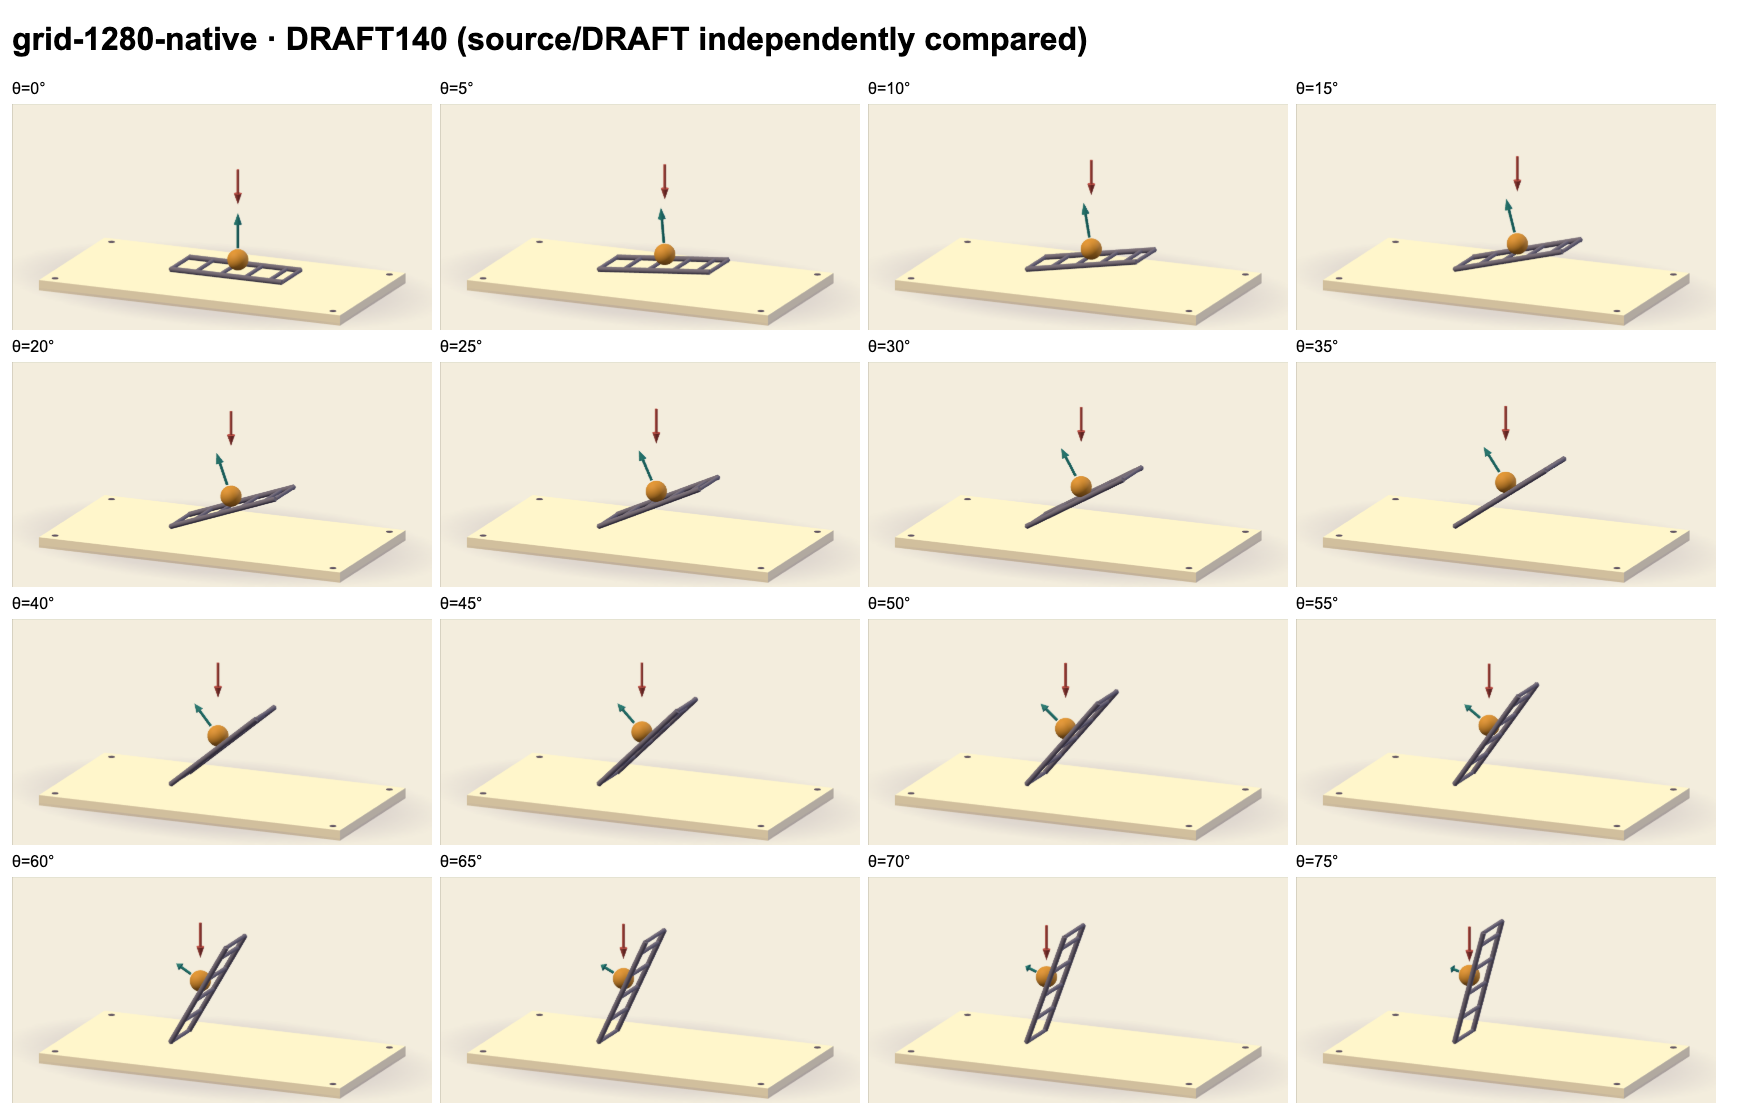 grid-1280-native · DRAFT140 (source/DRAFT independently compared)
θ=0° θ=5° θ=10° θ=15°
θ=20° θ=25° θ=30° θ=35°
θ=40° θ=45° θ=50° θ=55°
θ=60° θ=65° θ=70° θ=75°